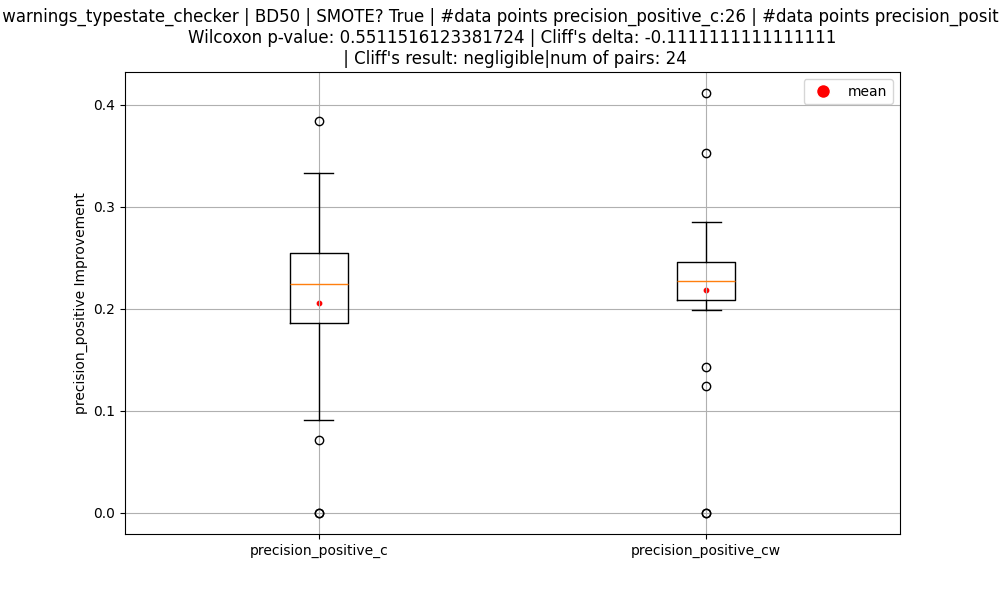 warnings_typestate_checker | BD50 | SMOTE? True | #data points precision_positive_c:26 | #data points precision_posit
Wilcoxon p-value: 0.5511516123381724 | Cliff's delta: -0.1111111111111111
| Cliff's result: negligible|num of pairs: 24
mean
0.4
0.3
0.2
0.1
0.0
precision_positive Improvement
precision_positive_c
precision_positive_cw